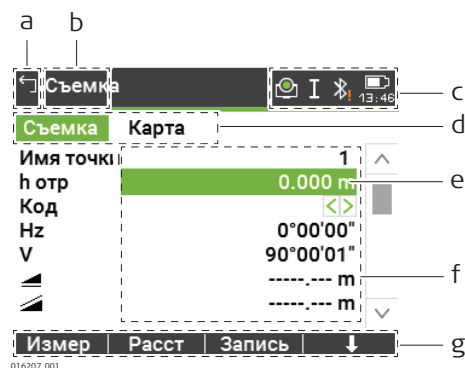 a b
Съемка I 13:46 c
Съемка Карта d
Имя точки 1
h отр 0.000 m e
Код < >
Hz 0°00'00"
V 90°00'01"
-----.--- m f
-----.--- m
Измер Расст Запись ⬇ g
016207_001